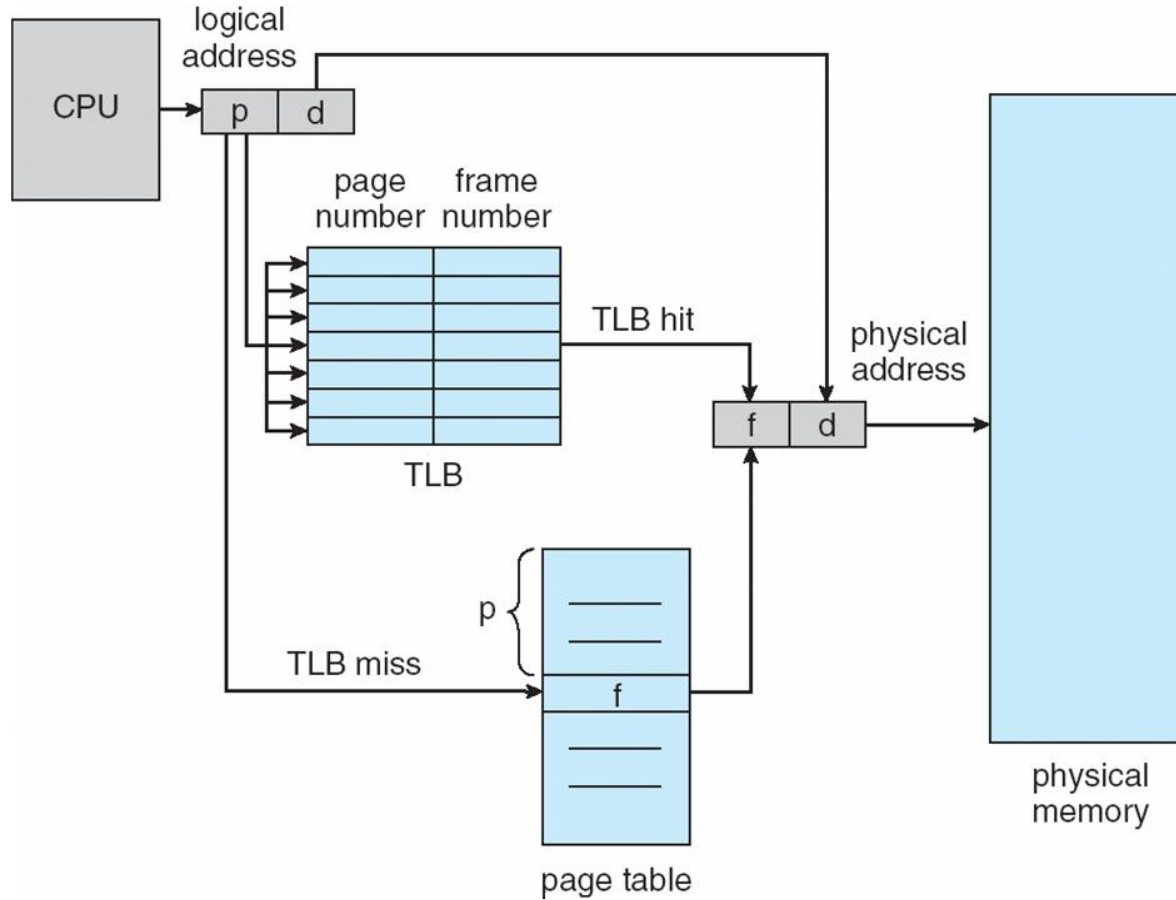 logical
address
CPU
p
d
page
number
frame
number
TLB hit
physical
address
f
d
TLB
p
TLB miss
f
physical
memory
page table